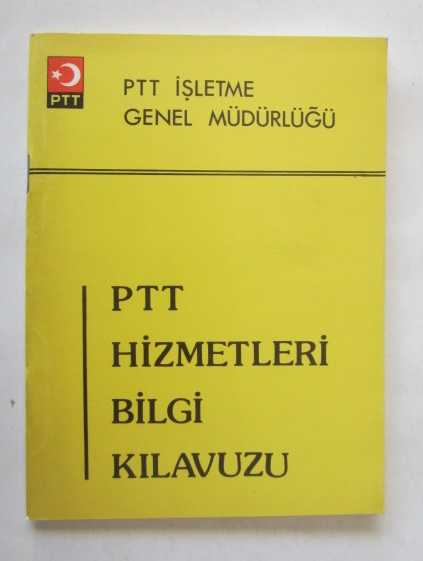 PTT
PTT İŞLETME
GENEL MÜDÜRLÜĞÜ
PTT
HİZMETLERİ
BİLGİ
KILAVUZU